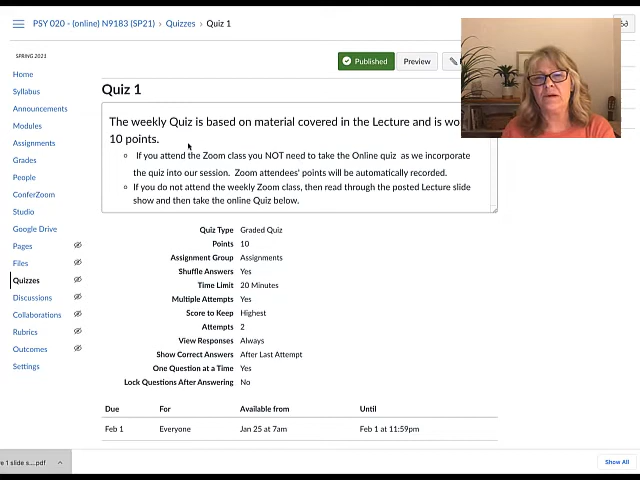 PSY 020 - (online) N9183 (SP21) › Quizzes › Quiz 1
SPRING 2021
Home
Syllabus
Announcements
Modules
Assignments
Grades
People
ConferZoom
Studio
Google Drive
Pages
Files
Quizzes
Discussions
Collaborations
Rubrics
Outcomes
Settings
Published
Preview
Quiz 1
The weekly Quiz is based on material covered in the Lecture and is
10 points.
If you attend the Zoom class you NOT need to take the Online quiz as we incorporate
the quiz into our session. Zoom attendees' points will be automatically recorded.
If you do not attend the weekly Zoom class, then read through the posted Lecture slide
show and then take the online Quiz below.
Quiz Type Graded Quiz
Points 10
Assignment Group Assignments
Shuffle Answers Yes
Time Limit 20 Minutes
Multiple Attempts Yes
Score to Keep Highest
Attempts 2
View Responses Always
Show Correct Answers After Last Attempt
One Question at a Time Yes
Lock Questions After Answering No
Due For Available from Until
Feb 1 Everyone Jan 25 at 7am Feb 1 at 11:59pm
e 1 slide s....pdf
Show All